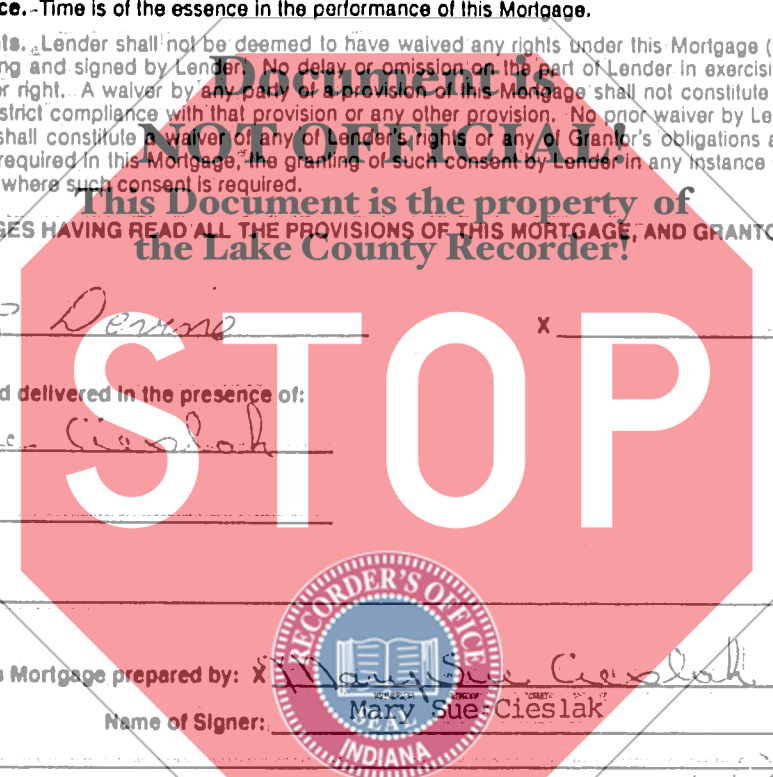 ce. Time is of the essence in the performance of this Mortgage.
ts. Lender shall not be deemed to have waived any rights under this Mortgage (
ng and signed by Lender. No delay or omission on the part of Lender in exercisi
or right. A waiver by any party of a provision of this Mortgage shall not constitute
strict compliance with that provision or any other provision. No prior waiver by Le
shall constitute a waiver of any of Lender's rights or any of Grantor's obligations a
required in this Mortgage, the granting of such consent by Lender in any instance
where such consent is required.
Document is
NOT OFFICIAL!
This Document is the property of
the Lake County Recorder!
GES HAVING READ ALL THE PROVISIONS OF THIS MORTGAGE, AND GRANTO
X
STOP
d delivered in the presence of:
Cieslak
RECORDER'S OFFICE
SEAL
INDIANA
s Mortgage prepared by: X Mary Sue Cieslak
Name of Signer: Mary Sue Cieslak